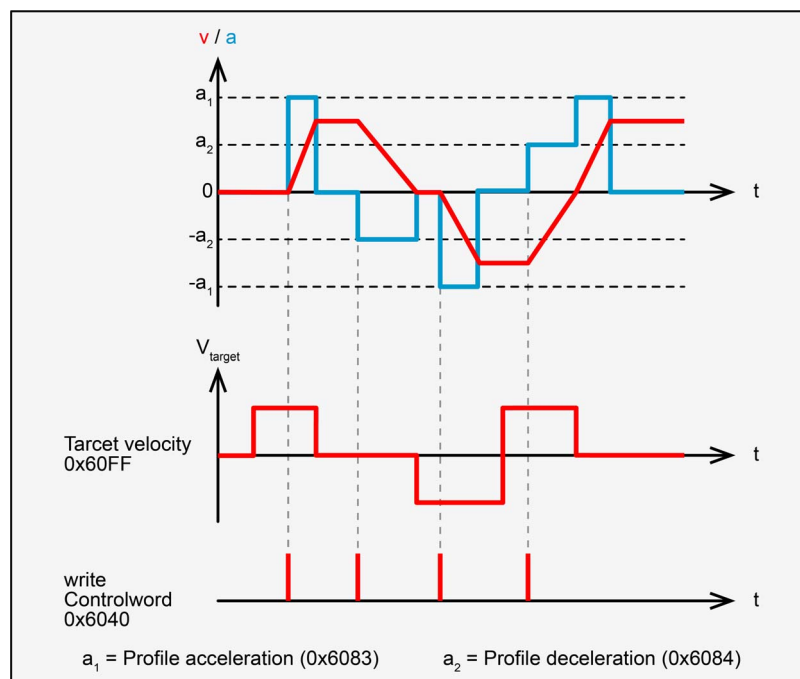 v / a
a1
a2
0
-a2
-a1
t
Vtarget
Tarcet velocity
0x60FF
t
write
Controlword
0x6040
t
a1 = Profile acceleration (0x6083)
a2 = Profile deceleration (0x6084)